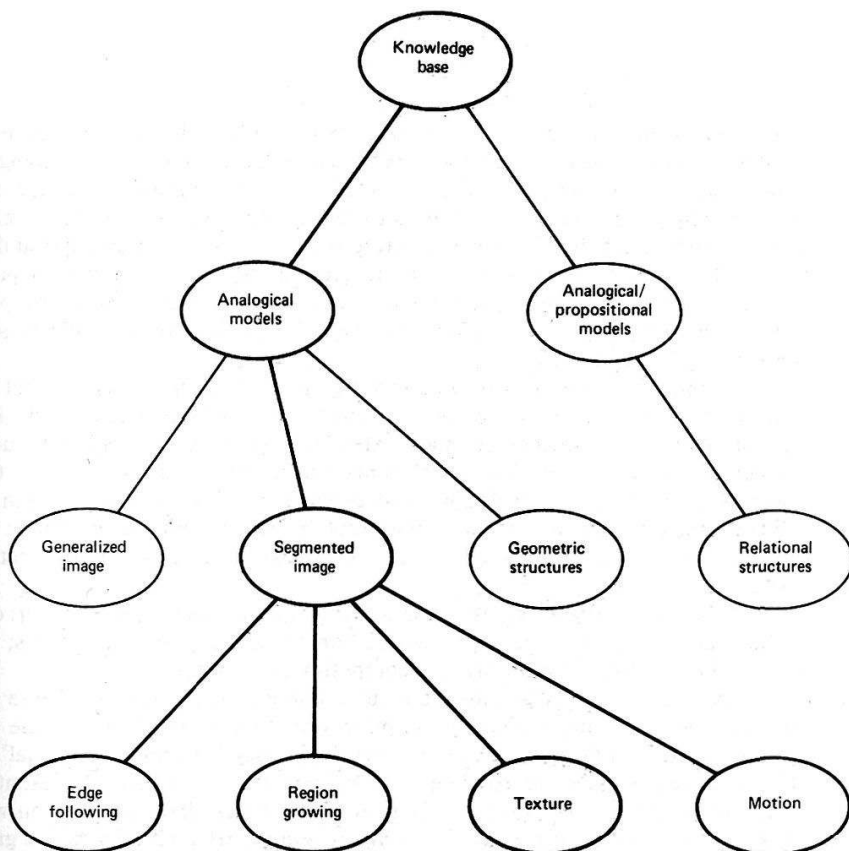 Knowledge
base
Analogical
models
Analogical/
propositional
models
Generalized
image
Segmented
image
Geometric
structures
Relational
structures
Edge
following
Region
growing
Texture
Motion